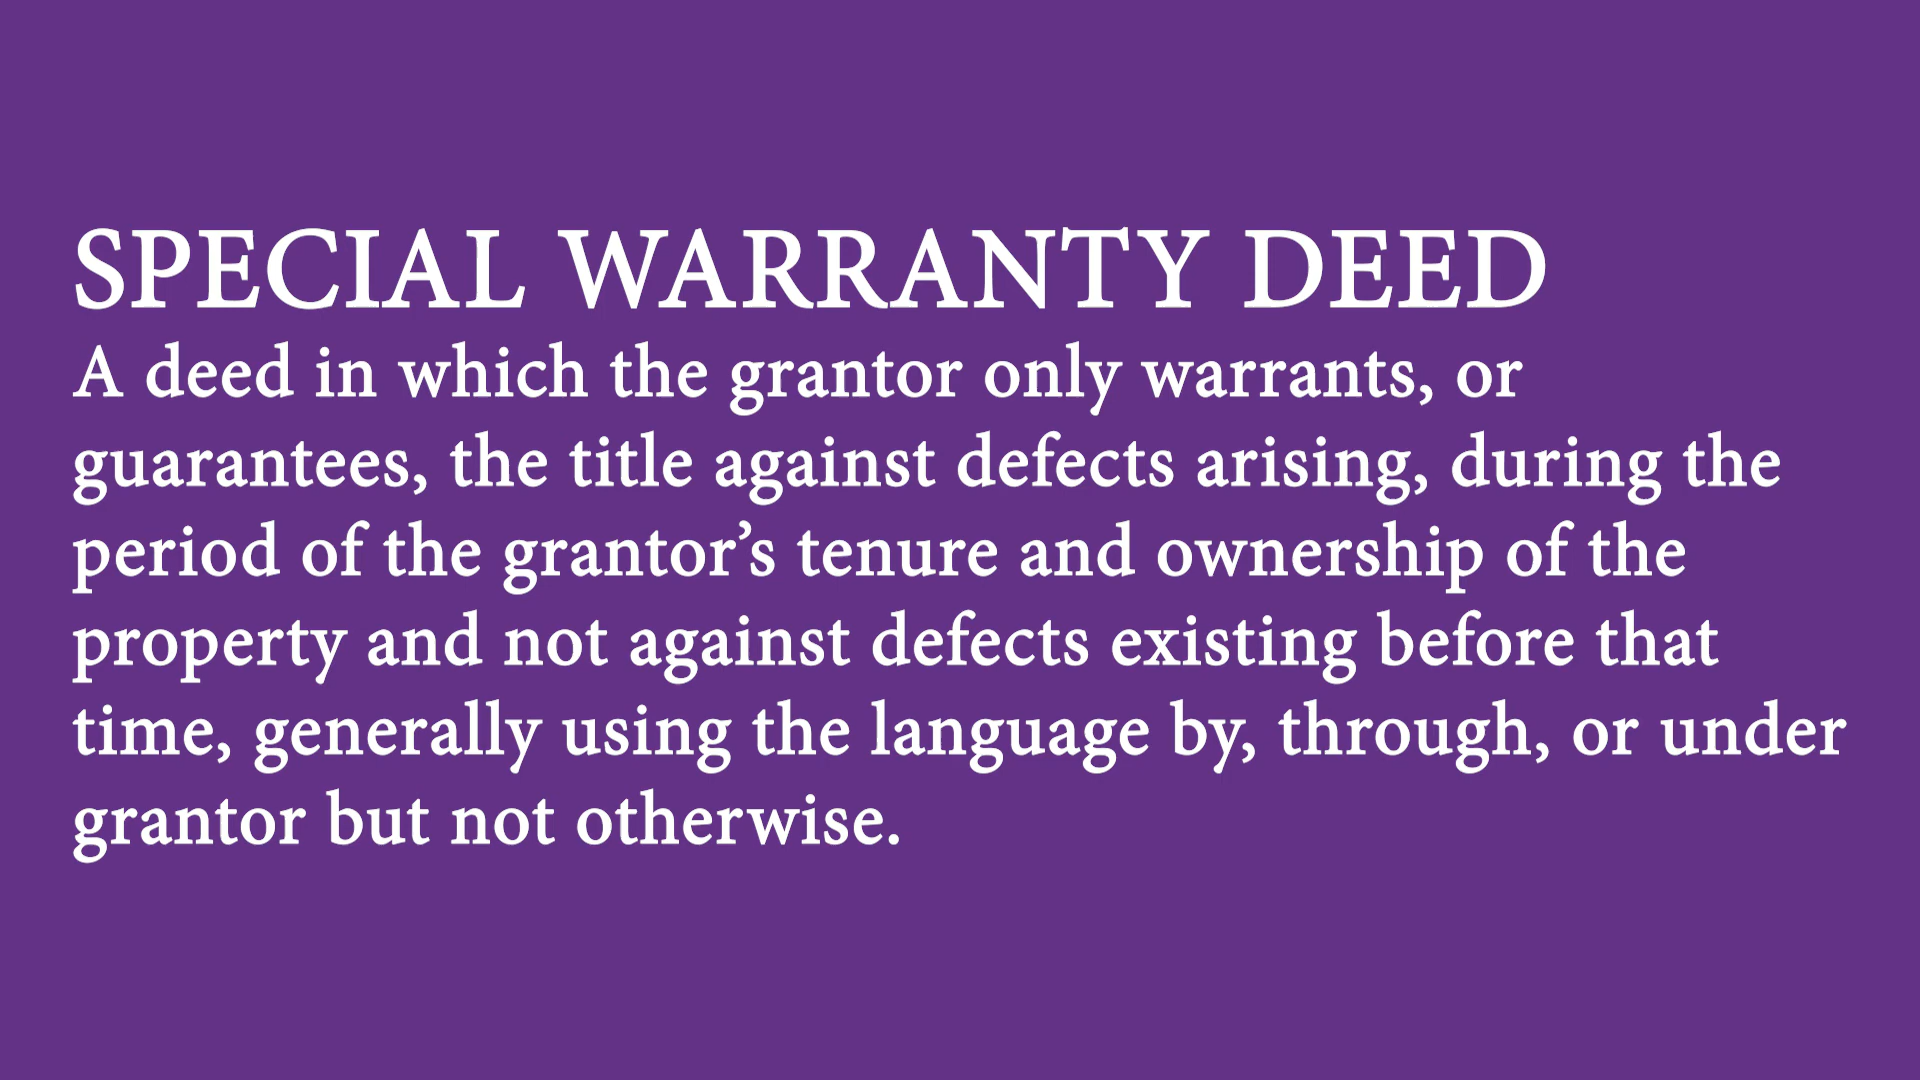 SPECIAL WARRANTY DEED
A deed in which the grantor only warrants, or
guarantees, the title against defects arising, during the
period of the grantor’s tenure and ownership of the
property and not against defects existing before that
time, generally using the language by, through, or under
grantor but not otherwise.